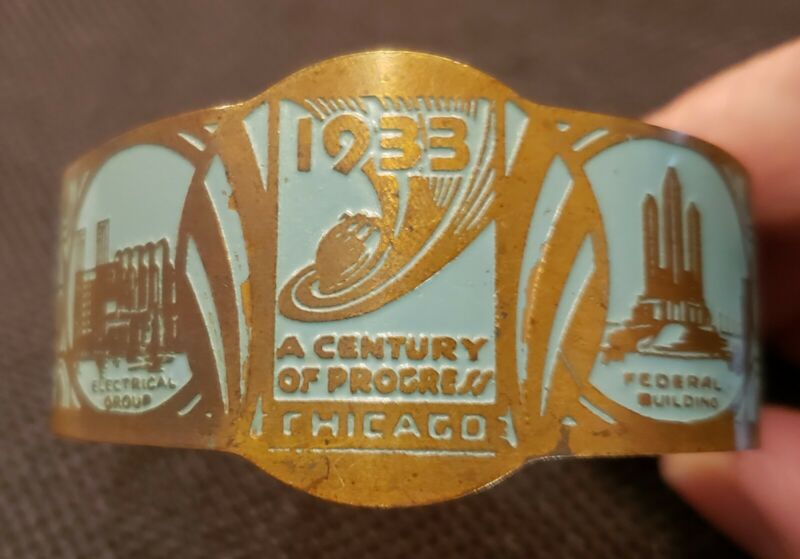 1933
A CENTURY
OF PROGRESS
CHICAGO
ELECTRICAL
GROUP
FEDERAL
BUILDING